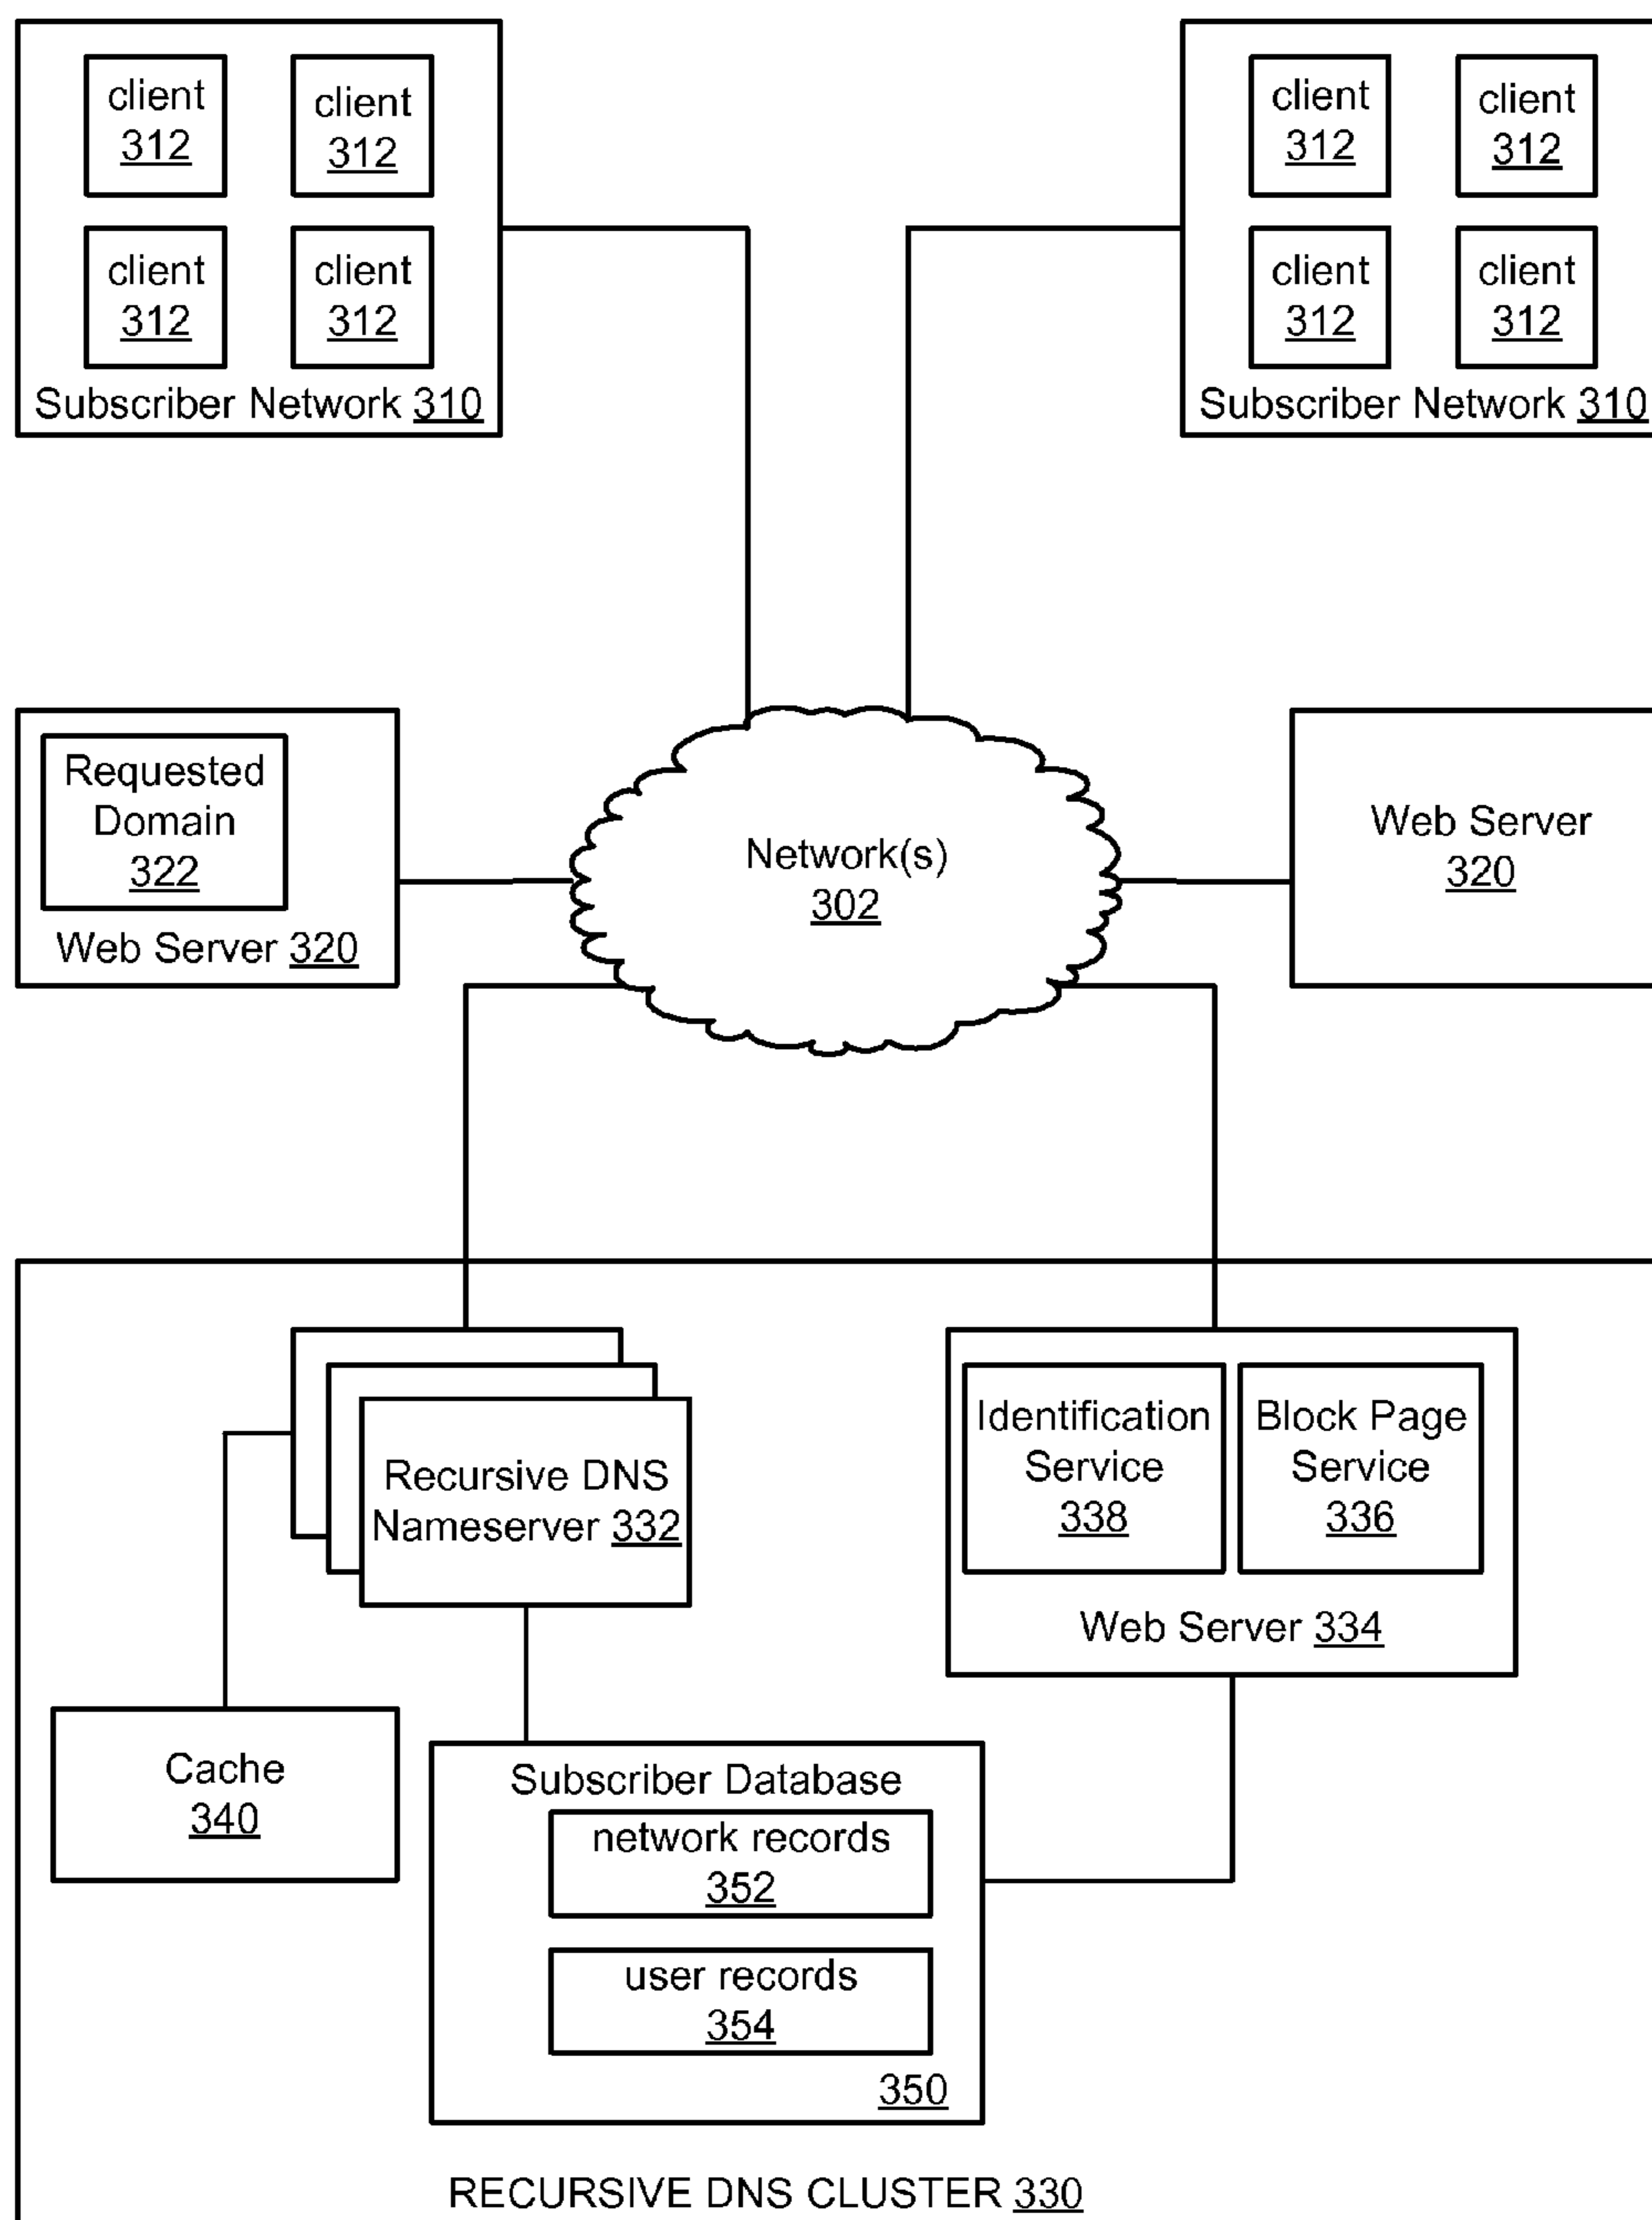 client
312
client
312
client
312
client
312
Subscriber Network 310
client
312
client
312
client
312
client
312
Subscriber Network 310
Requested
Domain
322
Web Server 320
Network(s)
302
Web Server
320
Recursive DNS
Nameserver 332
Identification
Service
338
Block Page
Service
336
Web Server 334
Cache
340
Subscriber Database
network records
352
user records
354
350
RECURSIVE DNS CLUSTER 330